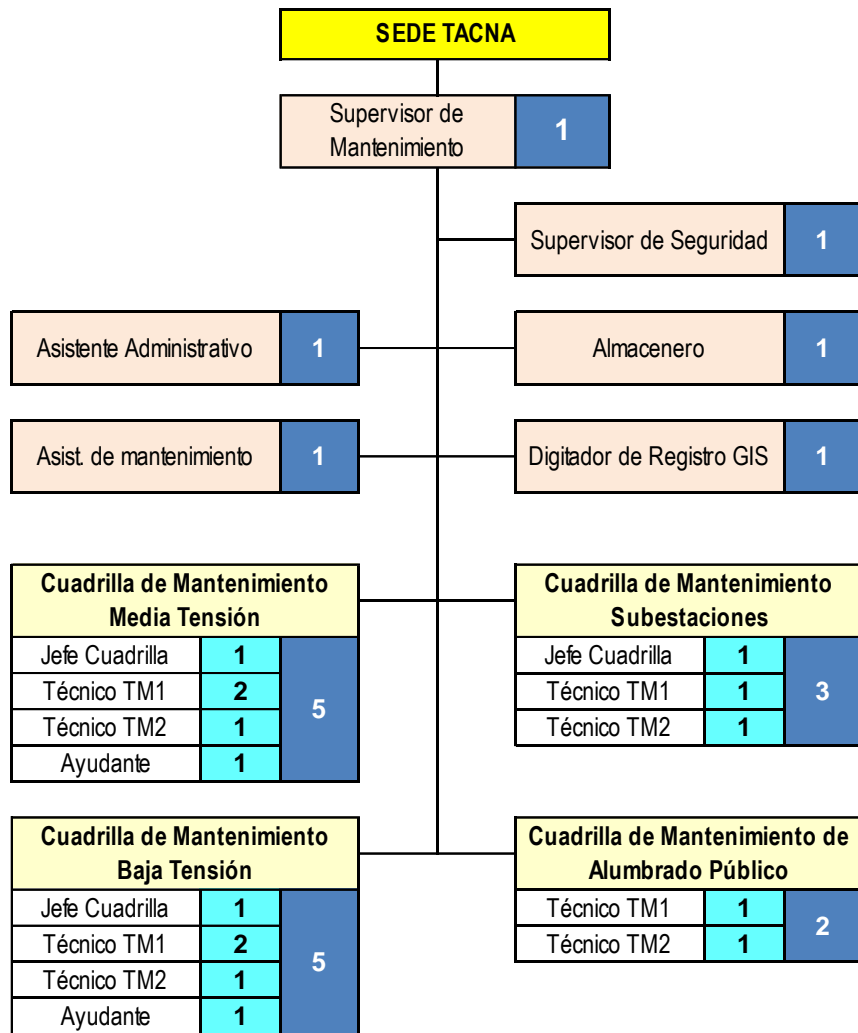 SEDE TACNA
Supervisor de
Mantenimiento
1
Supervisor de Seguridad 1
Asistente Administrativo 1
Almacenero 1
Asist. de mantenimiento 1
Digitador de Registro GIS 1
Cuadrilla de Mantenimiento
Media Tensión
Jefe Cuadrilla 1
Técnico TM1 2
Técnico TM2 1
Ayudante 1
5
Cuadrilla de Mantenimiento
Subestaciones
Jefe Cuadrilla 1
Técnico TM1 1
Técnico TM2 1
3
Cuadrilla de Mantenimiento
Baja Tensión
Jefe Cuadrilla 1
Técnico TM1 2
Técnico TM2 1
Ayudante 1
5
Cuadrilla de Mantenimiento de
Alumbrado Público
Técnico TM1 1
Técnico TM2 1
2